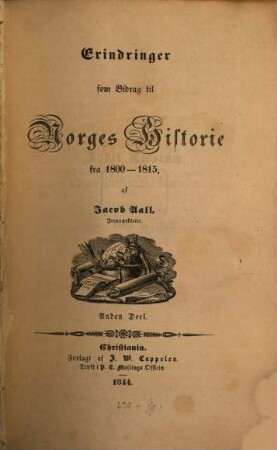 Erindringer
som Bidrag til
Norges Historie
fra 1800—1815,
af
Jacob Aall,
Jernværkseier.
Anden Deel.
Christiania.
Forlagt af J. W. Cappelen.
Trykt i P. T. Mallings Officin.
1844.